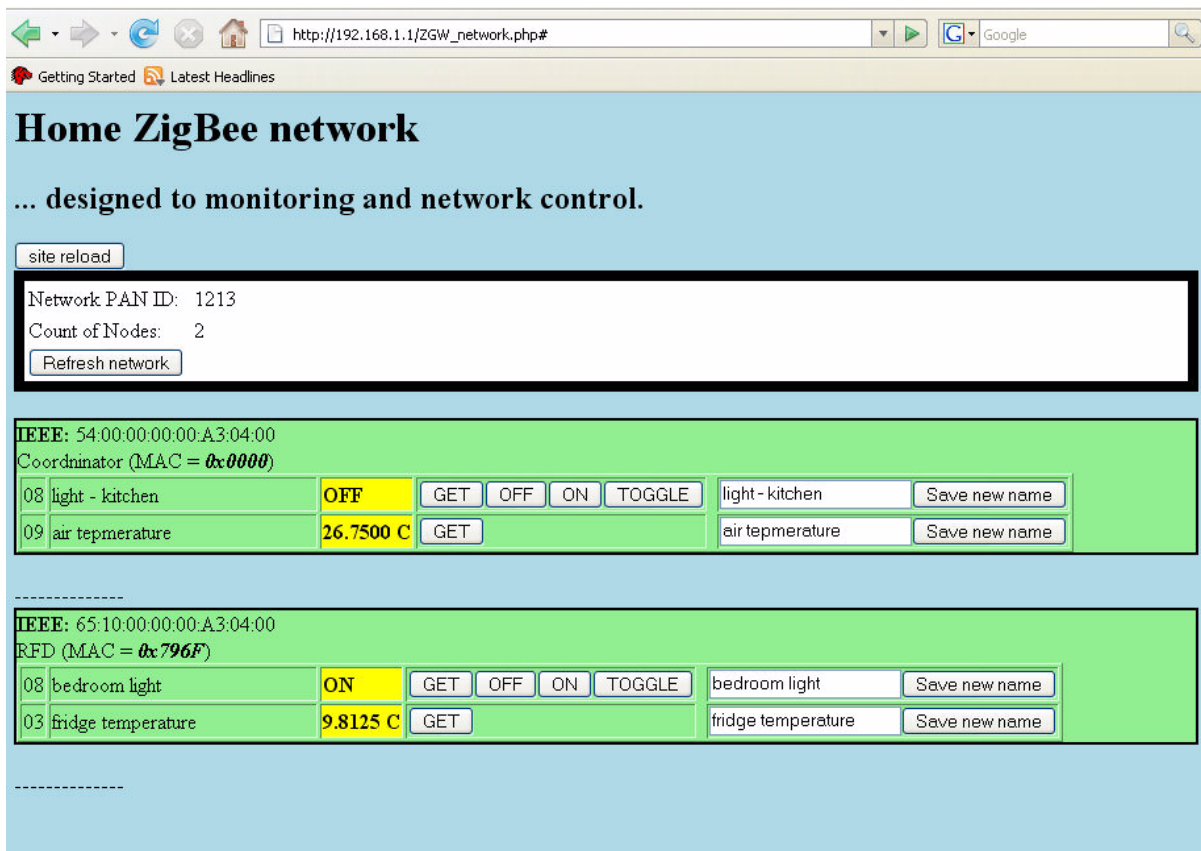 http://192.168.1.1/ZGW_network.php#
G Google
Getting Started Latest Headlines
Home ZigBee network
... designed to monitoring and network control.
site reload
Network PAN ID: 1213
Count of Nodes: 2
Refresh network
IEEE: 54:00:00:00:00:A3:04:00
Coordninator (MAC = 0x0000)
08 light - kitchen OFF GET OFF ON TOGGLE light - kitchen Save new name
09 air tepmerature 26.7500 C GET air tepmerature Save new name
--------------
IEEE: 65:10:00:00:00:A3:04:00
RFD (MAC = 0x796F)
08 bedroom light ON GET OFF ON TOGGLE bedroom light Save new name
03 fridge temperature 9.8125 C GET fridge temperature Save new name
--------------